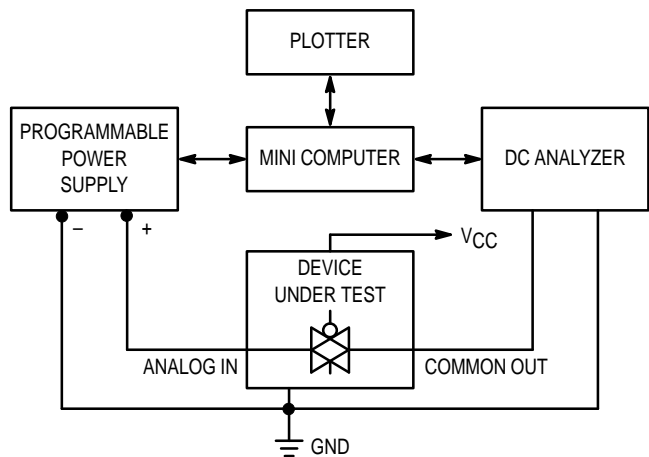 PLOTTER
PROGRAMMABLE
POWER
SUPPLY
MINI COMPUTER
DC ANALYZER
– +
VCC
DEVICE
UNDER TEST
ANALOG IN
COMMON OUT
GND